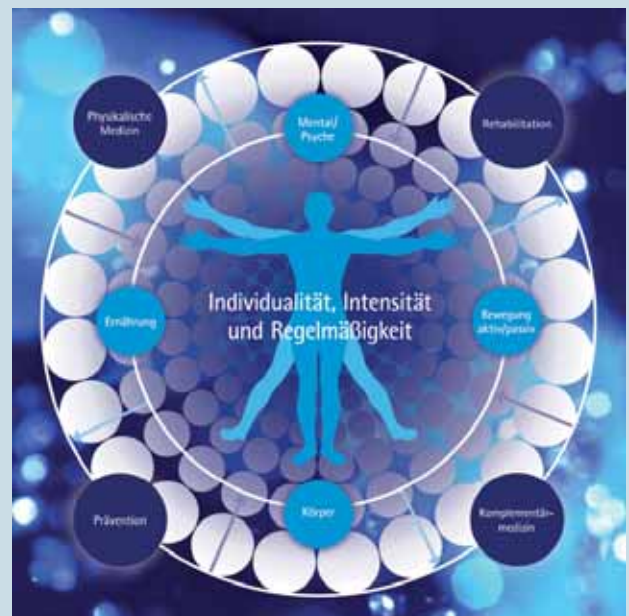 Physikalische
Medizin
Mental/
Psyche
Rehabilitation
Individualität, Intensität
und Regelmäßigkeit
Ernährung
Bewegung
aktiv/passiv
Prävention
Körper
Komplementär-
medizin